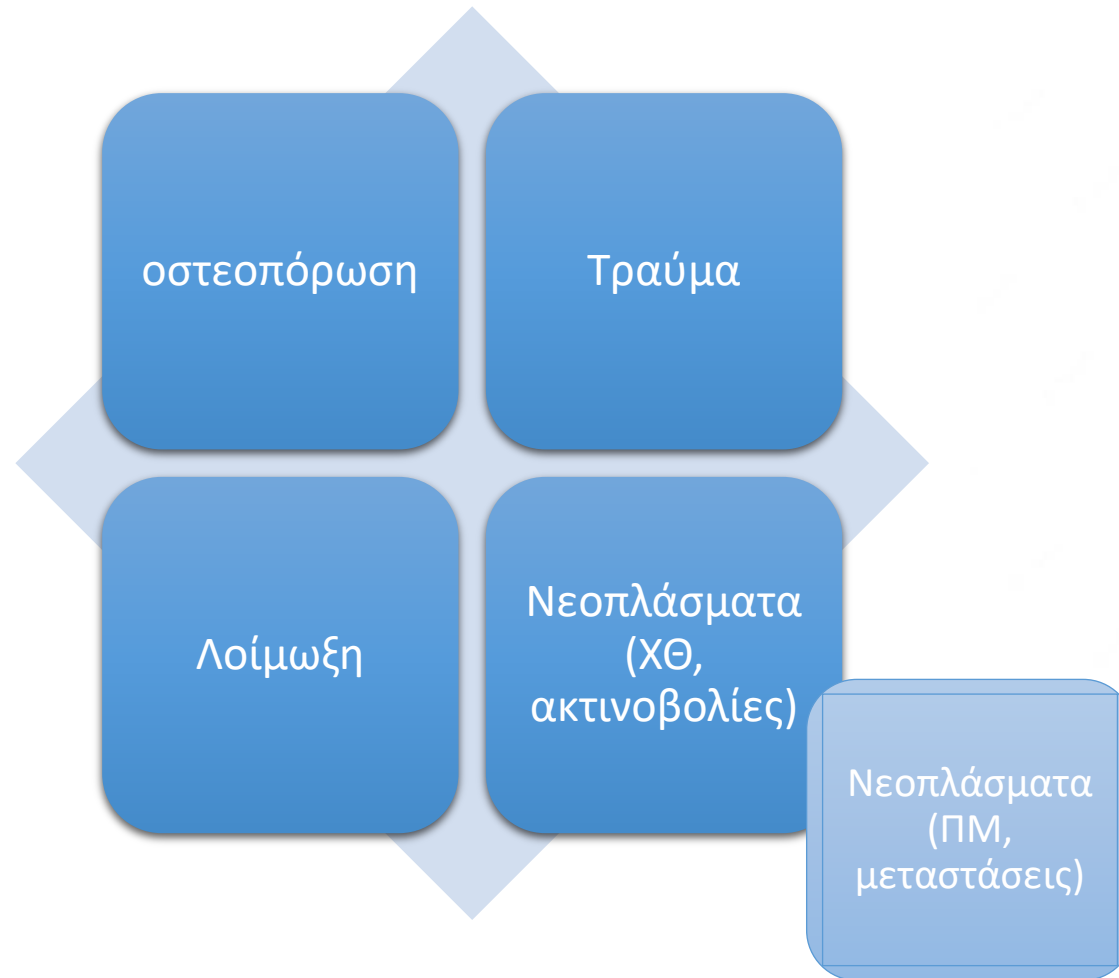 οστεοπόρωση
Τραύμα
Λοίμωξη
Νεοπλάσματα
(ΧΘ,
ακτινοβολίες)
Νεοπλάσματα
(ΠΜ,
μεταστάσεις)